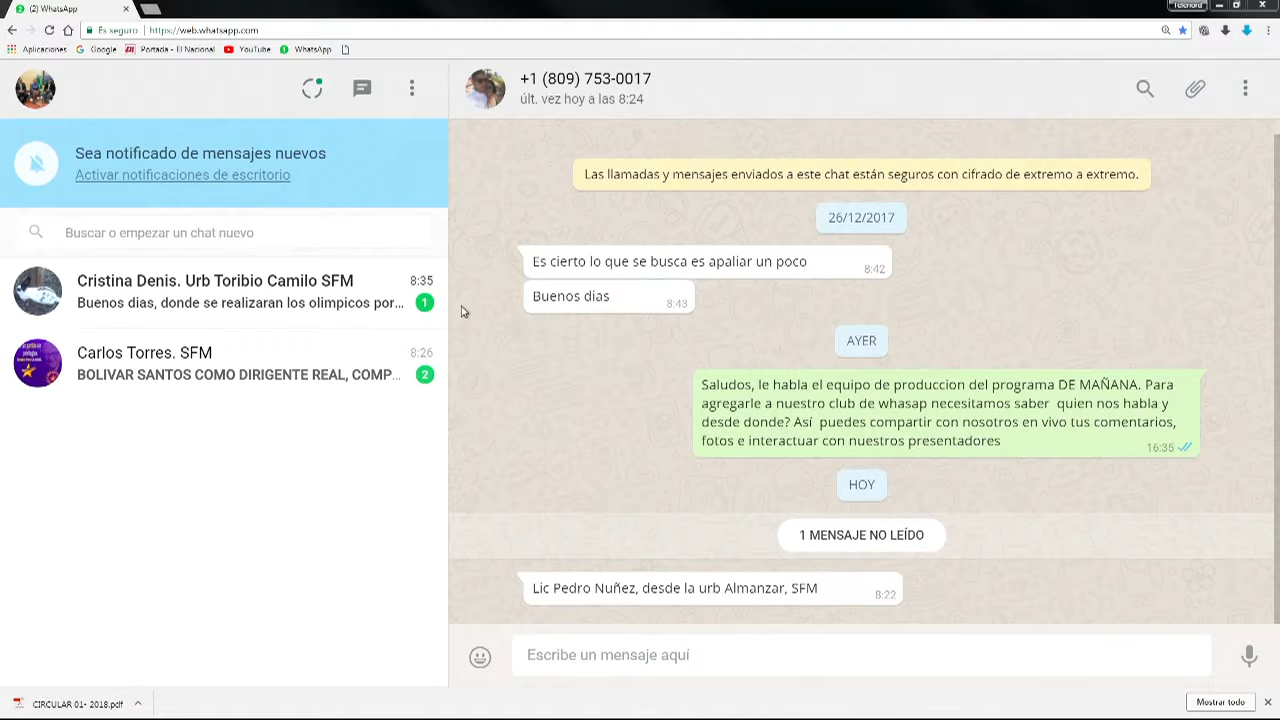 (2) WhatsApp
Telenord
Es seguro | https://web.whatsapp.com
Aplicaciones Google Portada - El Nacional YouTube WhatsApp
+1 (809) 753-0017
últ. vez hoy a las 8:24
Sea notificado de mensajes nuevos
Activar notificaciones de escritorio
Buscar o empezar un chat nuevo
Cristina Denis. Urb Toribio Camilo SFM 8:35
Buenos dias, donde se realizaran los olimpicos por... 1
Carlos Torres. SFM 8:26
BOLIVAR SANTOS COMO DIRIGENTE REAL, COMP... 2
Las llamadas y mensajes enviados a este chat están seguros con cifrado de extremo a extremo.
26/12/2017
Es cierto lo que se busca es apaliar un poco 8:42
Buenos dias 8:43
AYER
Saludos, le habla el equipo de produccion del programa DE MAÑANA. Para
agregarle a nuestro club de whasap necesitamos saber quien nos habla y
desde donde? Así puedes compartir con nosotros en vivo tus comentarios,
fotos e interactuar con nuestros presentadores 16:35
HOY
1 MENSAJE NO LEÍDO
Lic Pedro Nuñez, desde la urb Almanzar, SFM 8:22
Escribe un mensaje aquí
CIRCULAR 01- 2018.pdf
Mostrar todo